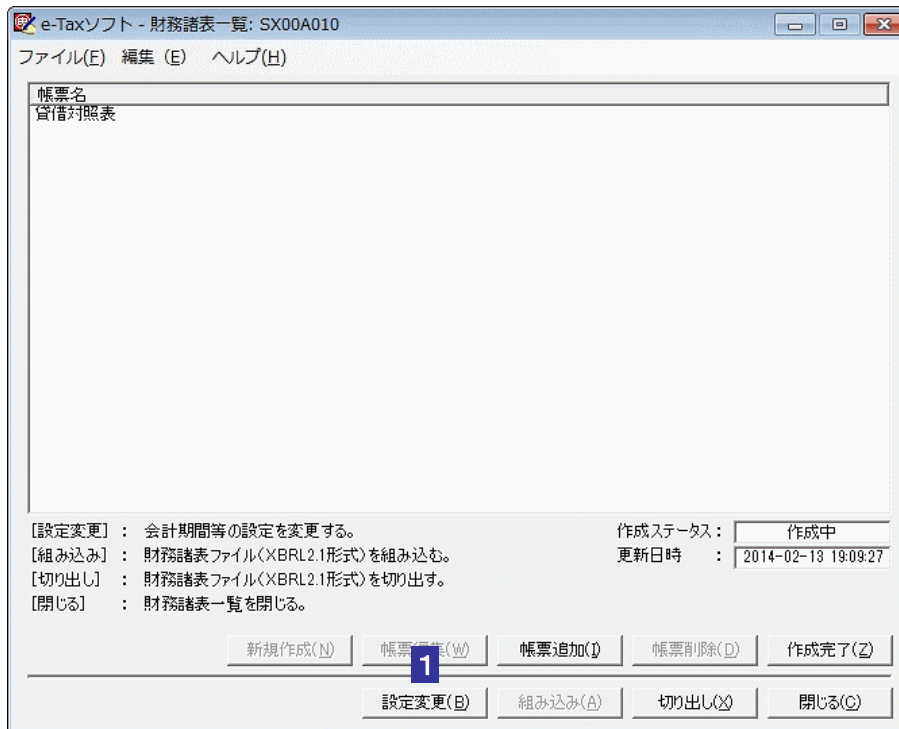 e-Taxソフト - 財務諸表一覧: SX00A010
ファイル(F) 編集 (E) ヘルプ(H)
帳票名
貸借対照表
[設定変更] : 会計期間等の設定を変更する。 作成ステータス: 作成中
[組み込み] : 財務諸表ファイル(XBRL2.1形式)を組み込む。 更新日時 : 2014-02-13 19:09:27
[切り出し] : 財務諸表ファイル(XBRL2.1形式)を切り出す。
[閉じる] : 財務諸表一覧を閉じる。
新規作成(N) 帳票編集(W) 帳票追加(I) 帳票削除(D) 作成完了(Z)
1
設定変更(B) 組み込み(A) 切り出し(X) 閉じる(C)